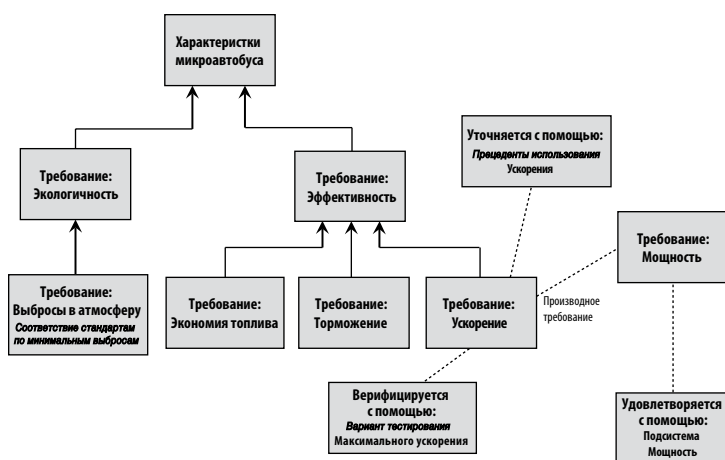 Характеристки
микроавтобуса
Уточняется с помощью:
Прецеденты использования
Ускорения
Требование:
Экологичность
Требование:
Эффективность
Требование:
Мощность
Требование:
Выбросы в атмосферу
Соответствие стандартам
по минимальным выбросам
Требование:
Экономия топлива
Требование:
Торможение
Требование:
Ускорение
Производное
требование
Верифицируется
с помощью:
Вариант тестирования
Максимального ускорения
Удовлетворяется
с помощью:
Подсистема
Мощность